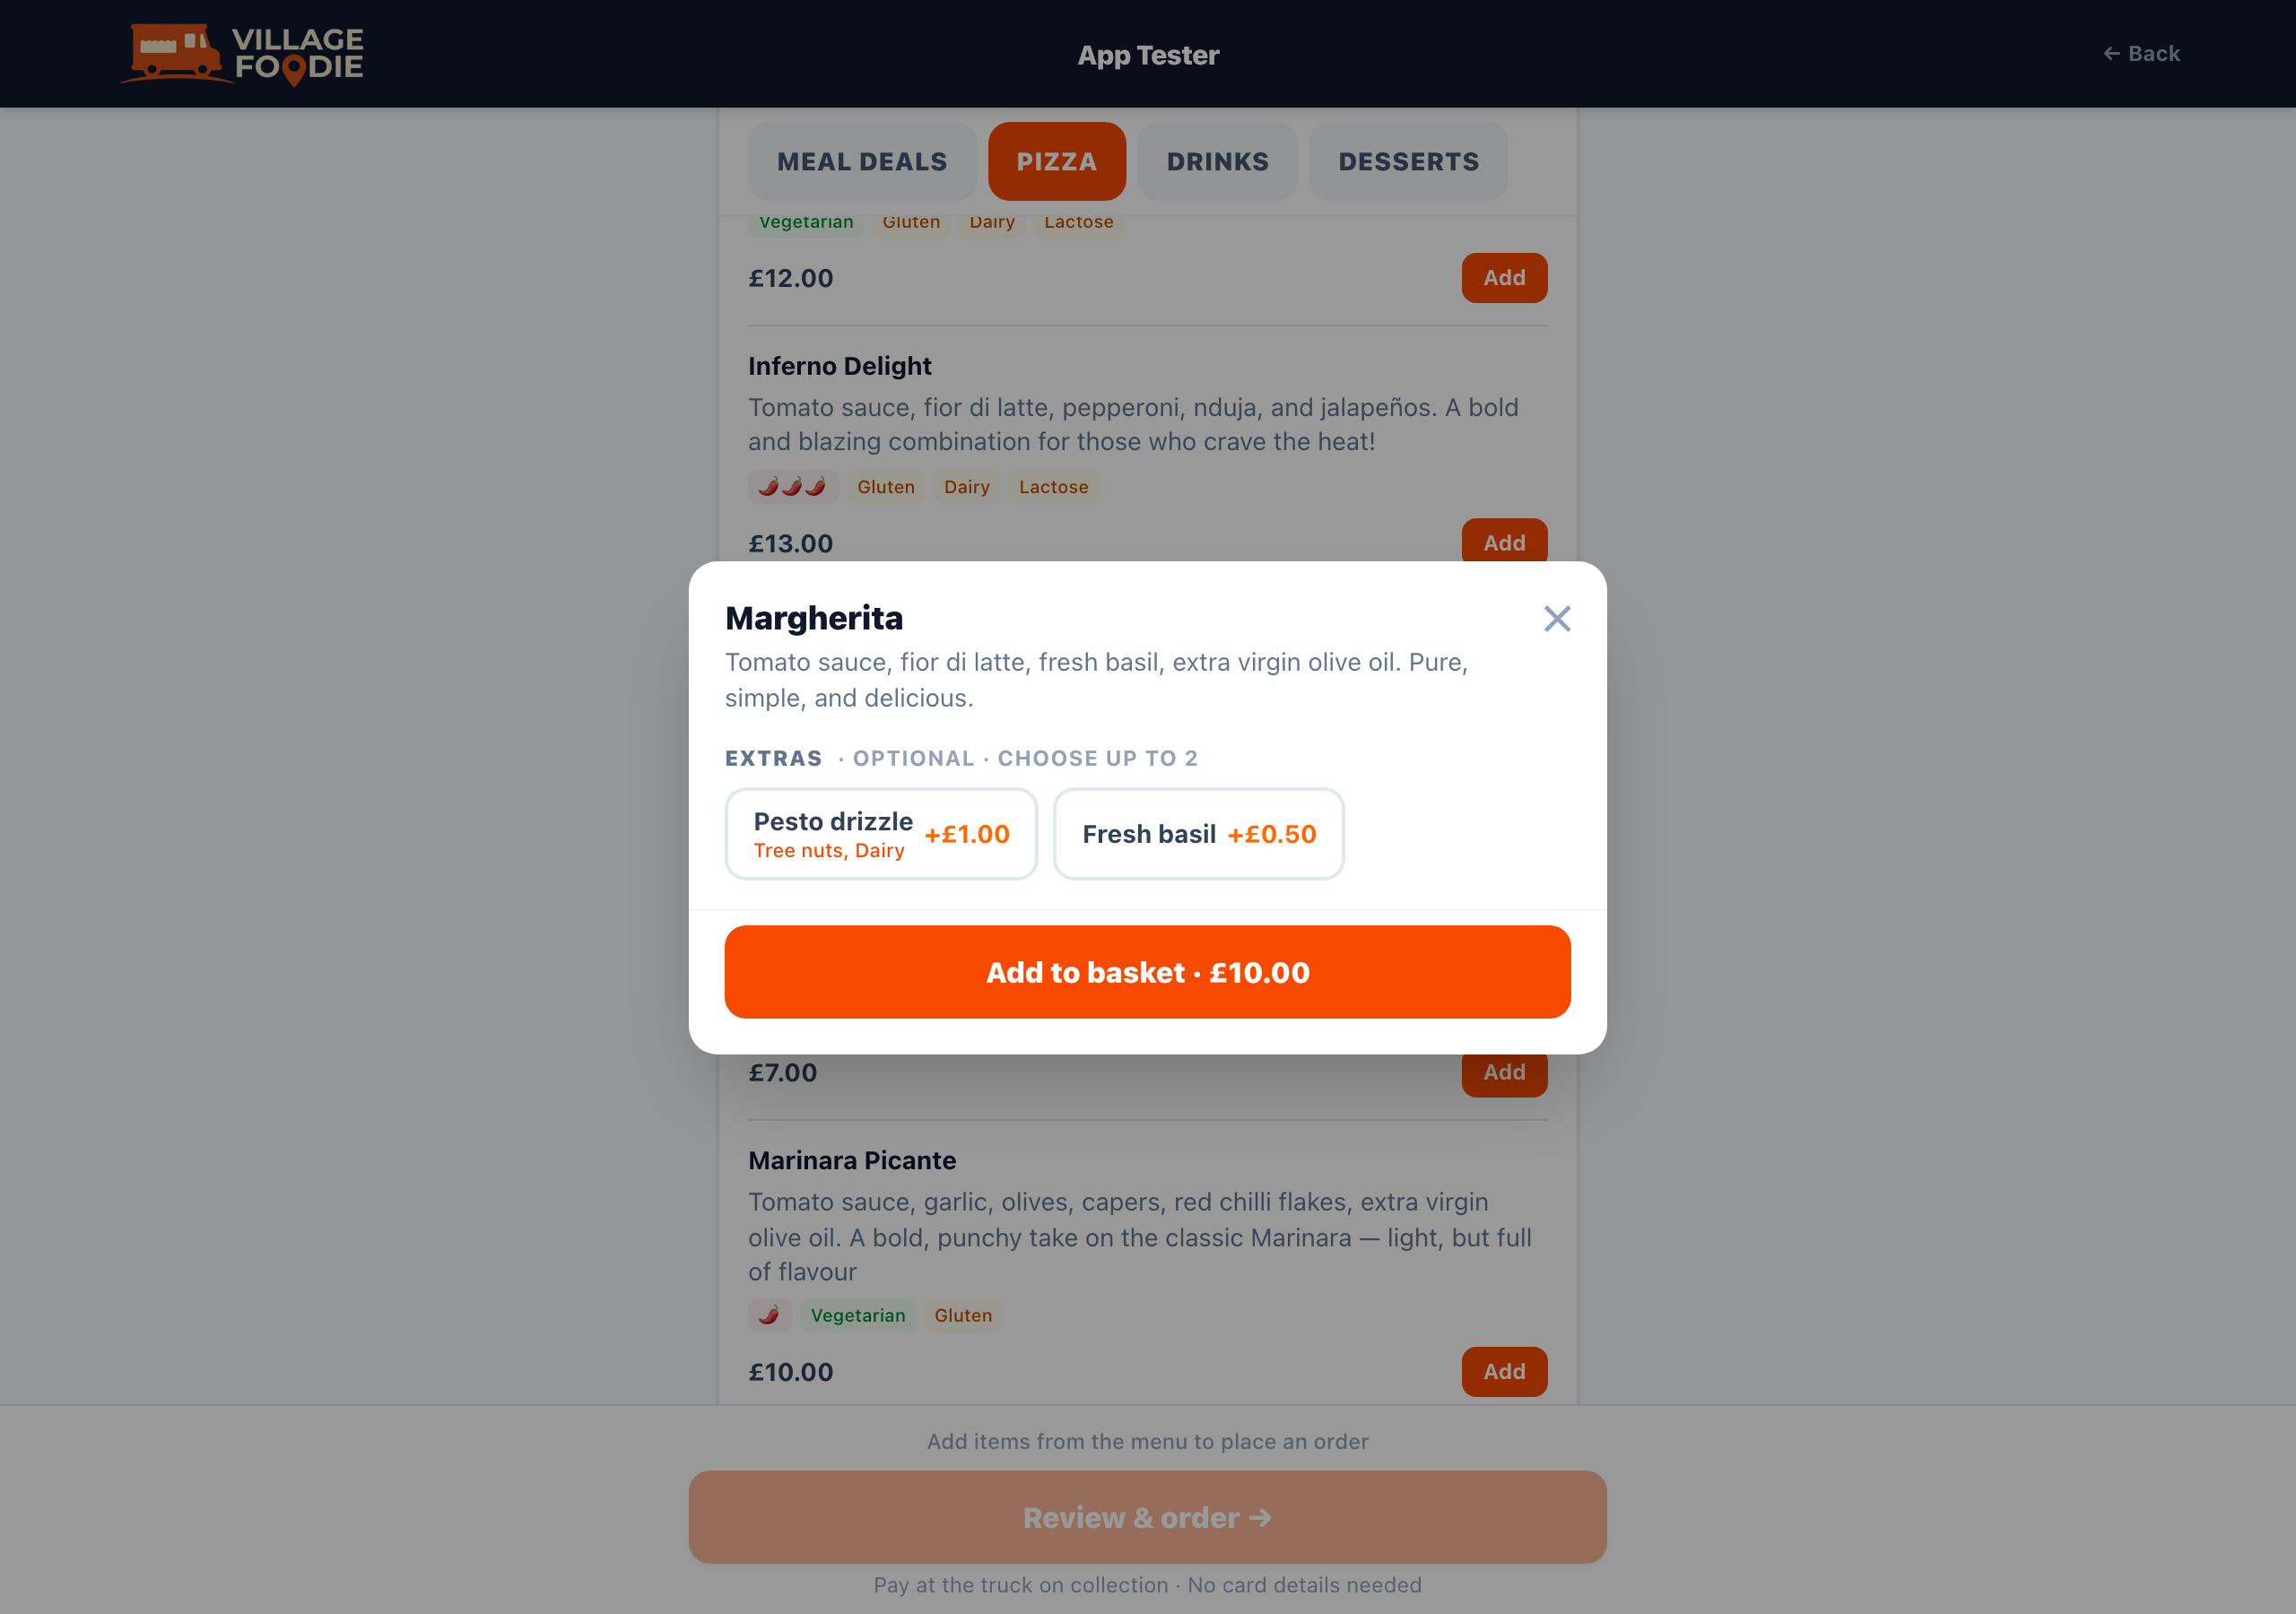 VILLAGE
FOODIE
App Tester
← Back
MEAL DEALS
PIZZA
DRINKS
DESSERTS
Vegetarian
Gluten
Dairy
Lactose
£12.00
Add
Inferno Delight
Tomato sauce, fior di latte, pepperoni, nduja, and jalapeños. A bold
and blazing combination for those who crave the heat!
🌶️🌶️🌶️
Gluten
Dairy
Lactose
£13.00
Add
Margherita
Tomato sauce, fior di latte, fresh basil, extra virgin olive oil. Pure,
simple, and delicious.
EXTRAS · OPTIONAL · CHOOSE UP TO 2
Pesto drizzle +£1.00
Tree nuts, Dairy
Fresh basil +£0.50
Add to basket · £10.00
£7.00
Add
Marinara Picante
Tomato sauce, garlic, olives, capers, red chilli flakes, extra virgin
olive oil. A bold, punchy take on the classic Marinara — light, but full
of flavour
🌶️
Vegetarian
Gluten
£10.00
Add
Add items from the menu to place an order
Review & order →
Pay at the truck on collection · No card details needed